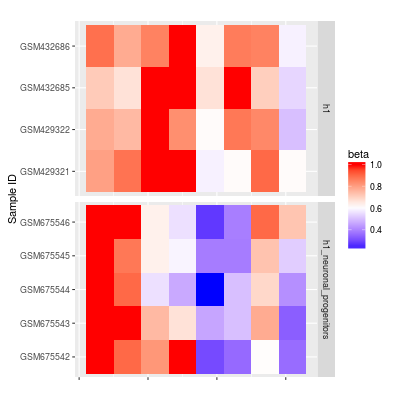 GSM432686
GSM432685
GSM429322
GSM429321
h1
GSM675546
GSM675545
GSM675544
GSM675543
GSM675542
h1_neuronal_progenitors
Sample ID
beta
1.0
0.8
0.6
0.4